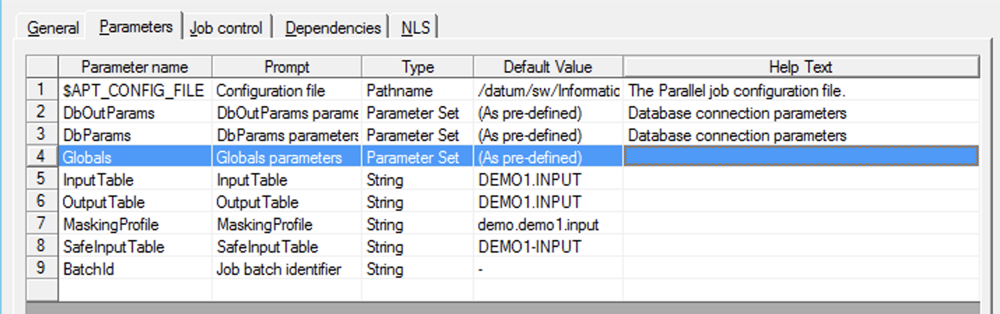 General Parameters Job control Dependencies NLS
Parameter name Prompt Type Default Value Help Text
1 $APT_CONFIG_FILE Configuration file Pathname /datum/sw/Informatic The Parallel job configuration file.
2 DbOutParams DbOutParams parame Parameter Set (As pre-defined) Database connection parameters
3 DbParams DbParams parameters Parameter Set (As pre-defined) Database connection parameters
4 Globals Globals parameters Parameter Set (As pre-defined)
5 InputTable InputTable String DEMO1.INPUT
6 OutputTable OutputTable String DEMO1.INPUT
7 MaskingProfile MaskingProfile String demo.demo1.input
8 SafeInputTable SafeInputTable String DEMO1-INPUT
9 BatchId Job batch identifier String -